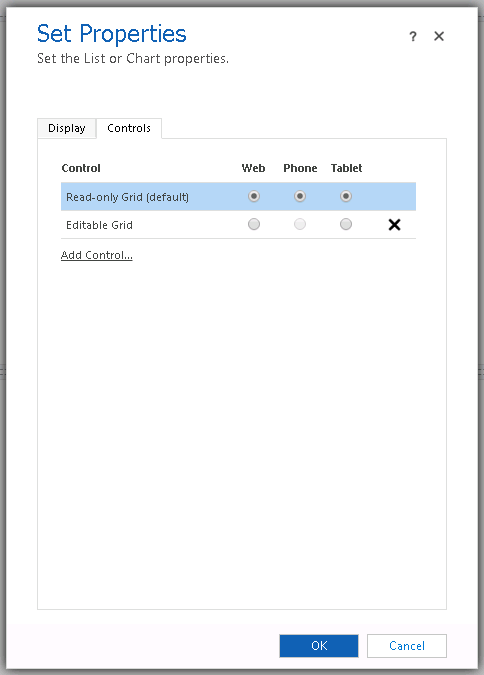 Set Properties
?
Set the List or Chart properties.
Display Controls
Control Web Phone Tablet
Read-only Grid (default)
Editable Grid
Add Control...
OK Cancel